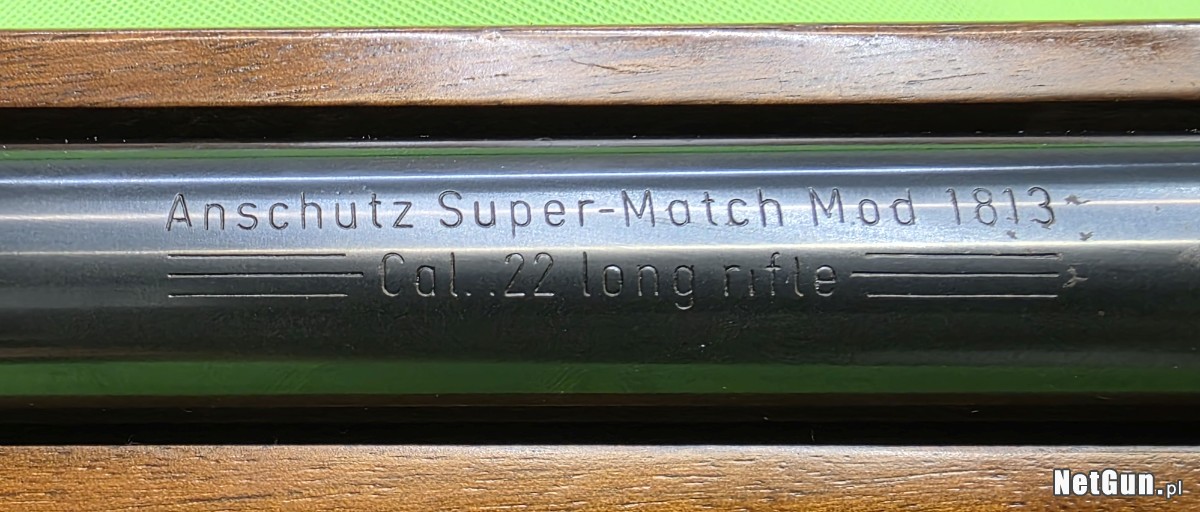 Anschütz Super-Match Mod 1813
Cal. .22 long rifle
NetGun.pl